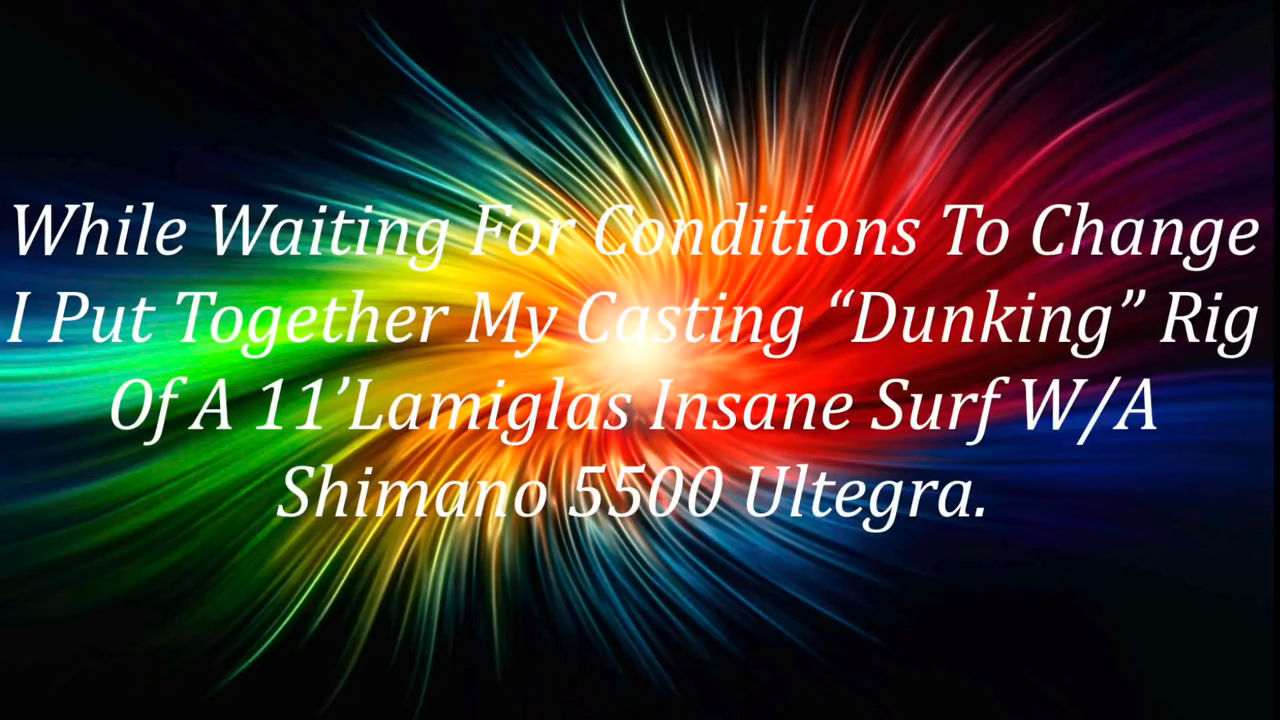 While Waiting For Conditions To Change
I Put Together My Casting “Dunking” Rig
Of A 11’Lamiglas Insane Surf W/A
Shimano 5500 Ultegra.